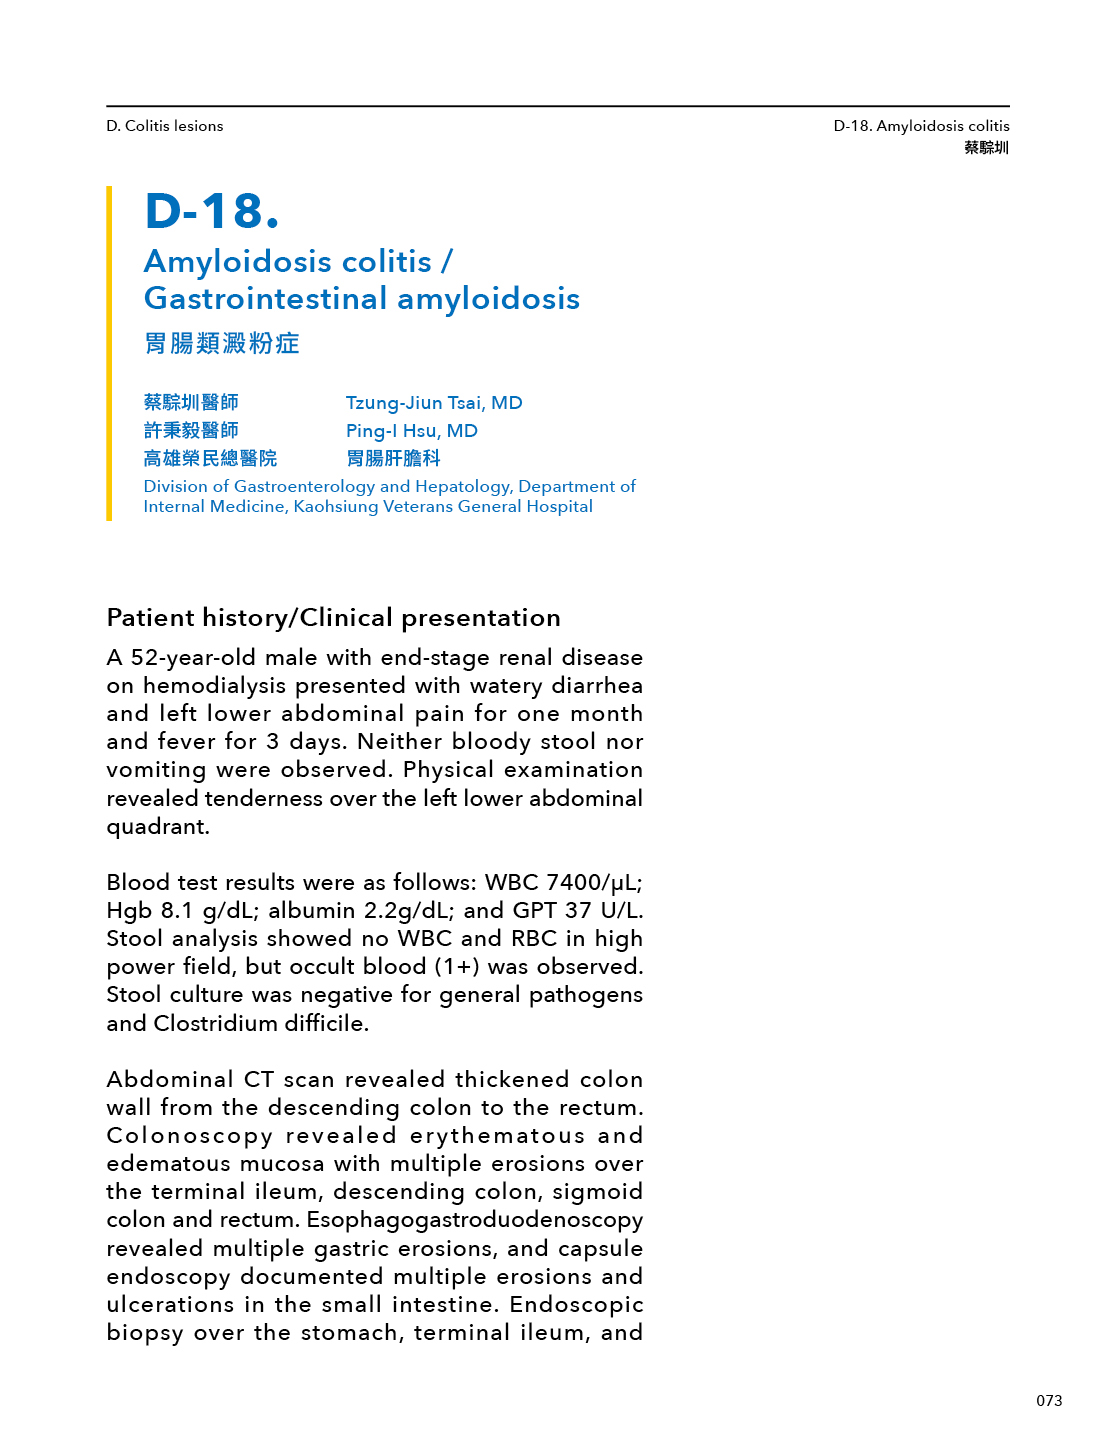 D. Colitis lesions
D-18. Amyloidosis colitis
蔡騌圳
D-18.
Amyloidosis colitis /
Gastrointestinal amyloidosis
胃腸類澱粉症
蔡騌圳醫師
Tzung-Jiun Tsai, MD
許秉毅醫師
Ping-I Hsu, MD
高雄榮民總醫院
胃腸肝膽科
Division of Gastroenterology and Hepatology, Department of
Internal Medicine, Kaohsiung Veterans General Hospital
Patient history/Clinical presentation
A 52-year-old male with end-stage renal disease
on hemodialysis presented with watery diarrhea
and left lower abdominal pain for one month
and fever for 3 days. Neither bloody stool nor
vomiting were observed. Physical examination
revealed tenderness over the left lower abdominal
quadrant.
Blood test results were as follows: WBC 7400/μL;
Hgb 8.1 g/dL; albumin 2.2g/dL; and GPT 37 U/L.
Stool analysis showed no WBC and RBC in high
power field, but occult blood (1+) was observed.
Stool culture was negative for general pathogens
and Clostridium difficile.
Abdominal CT scan revealed thickened colon
wall from the descending colon to the rectum.
Colonoscopy revealed erythematous and
edematous mucosa with multiple erosions over
the terminal ileum, descending colon, sigmoid
colon and rectum. Esophagogastroduodenoscopy
revealed multiple gastric erosions, and capsule
endoscopy documented multiple erosions and
ulcerations in the small intestine. Endoscopic
biopsy over the stomach, terminal ileum, and
073